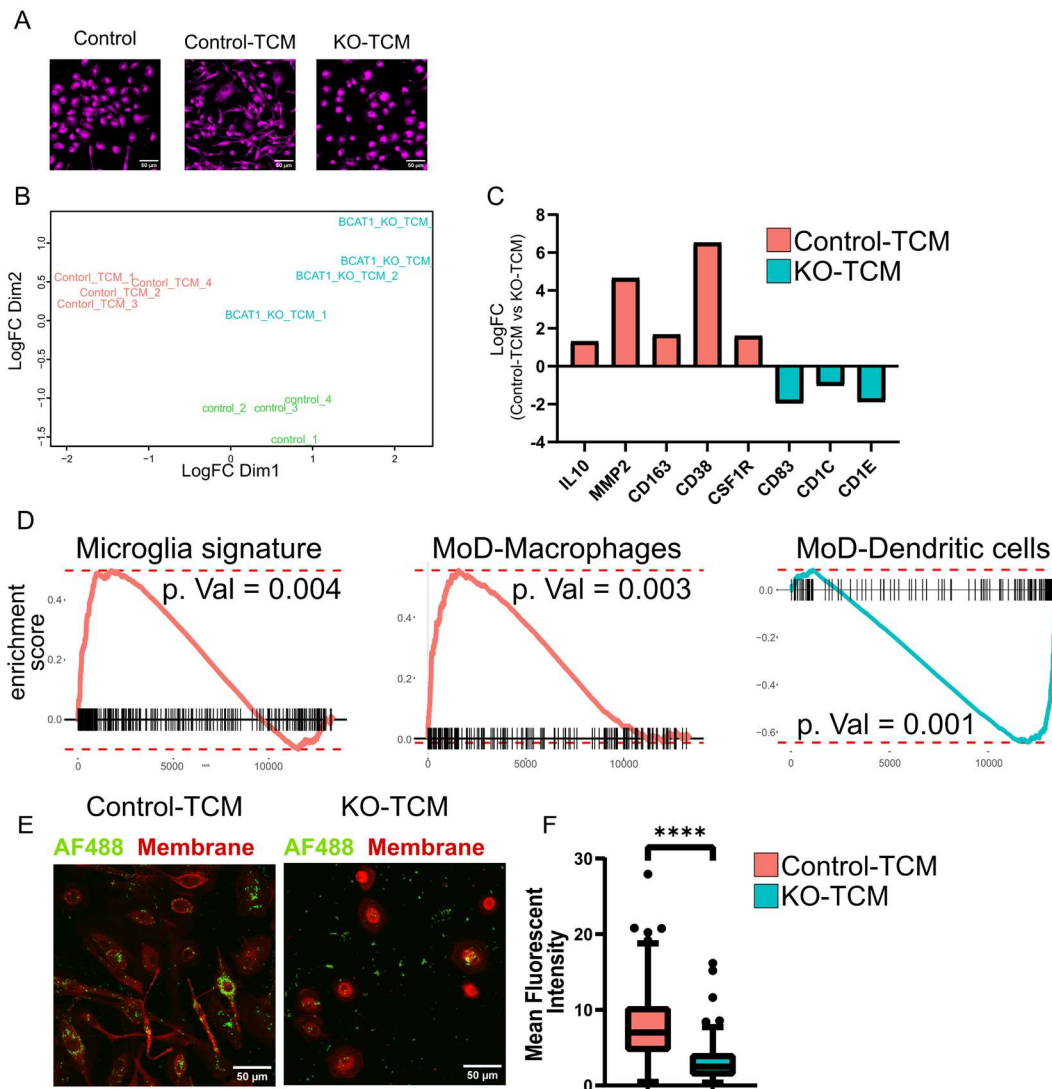 A
Control
Control-TCM
KO-TCM
50 µm
50 µm
50 µm
B
BCAT1_KO_TCM_
BCAT1_KO_TCM_
BCAT1_KO_TCM_2
BCAT1_KO_TCM_1
Contorl_TCM_1
Contorl_TCM_4
Contorl_TCM_2
Contorl_TCM_3
control_4
control_2
control_3
control_1
LogFC Dim2
1.0
0.5
0.0
−0.5
−1.0
−1.5
−2
−1
0
1
2
LogFC Dim1
C
LogFC
(Control-TCM vs KO-TCM)
8
6
4
2
0
-2
-4
Control-TCM
KO-TCM
IL10
MMP2
CD163
CD38
CSF1R
CD83
CD1C
CD1E
D
Microglia signature
p. Val = 0.004
enrichment
score
0.4
0.2
0.0
0
5000
10000
MoD-Macrophages
p. Val = 0.003
0.4
0.2
0.0
0
5000
10000
MoD-Dendritic cells
p. Val = 0.001
0.0
−0.2
−0.4
−0.6
0
5000
10000
E
Control-TCM
KO-TCM
AF488 Membrane
AF488 Membrane
50 µm
50 µm
F
****
Mean Fluorescent
Intensity
30
20
10
0
Control-TCM
KO-TCM